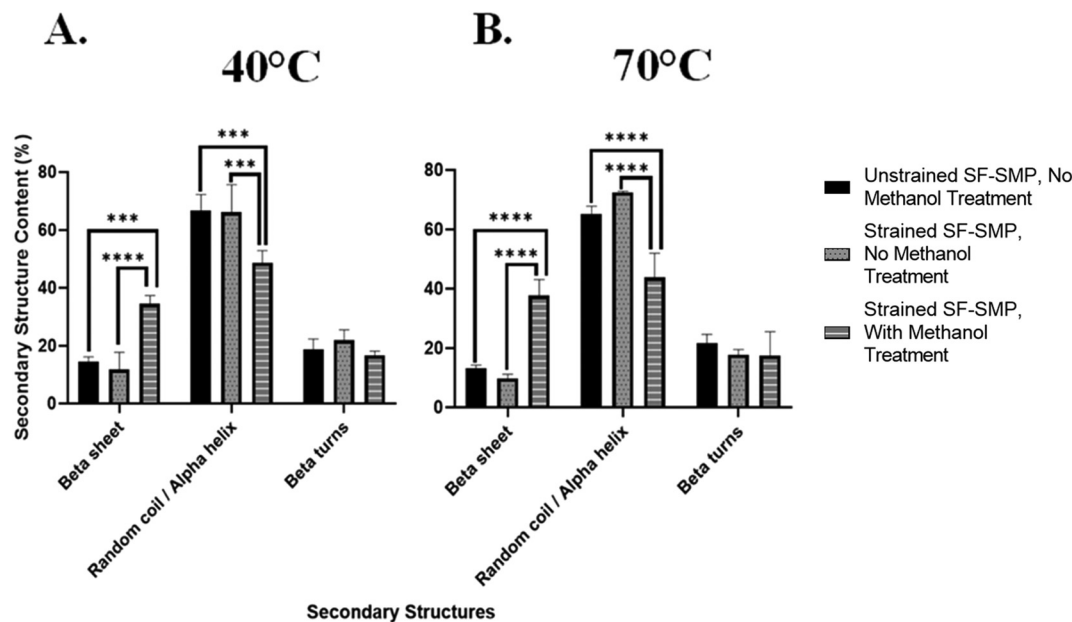 A.
40°C
Secondary Structure Content (%)
80
60
40
20
0
***
****
***
***
Beta sheet
Random coil / Alpha helix
Beta turns
B.
70°C
80
60
40
20
0
****
****
****
****
Beta sheet
Random coil / Alpha helix
Beta turns
Unstrained SF-SMP, No
Methanol Treatment
Strained SF-SMP,
No Methanol
Treatment
Strained SF-SMP,
With Methanol
Treatment
Secondary Structures